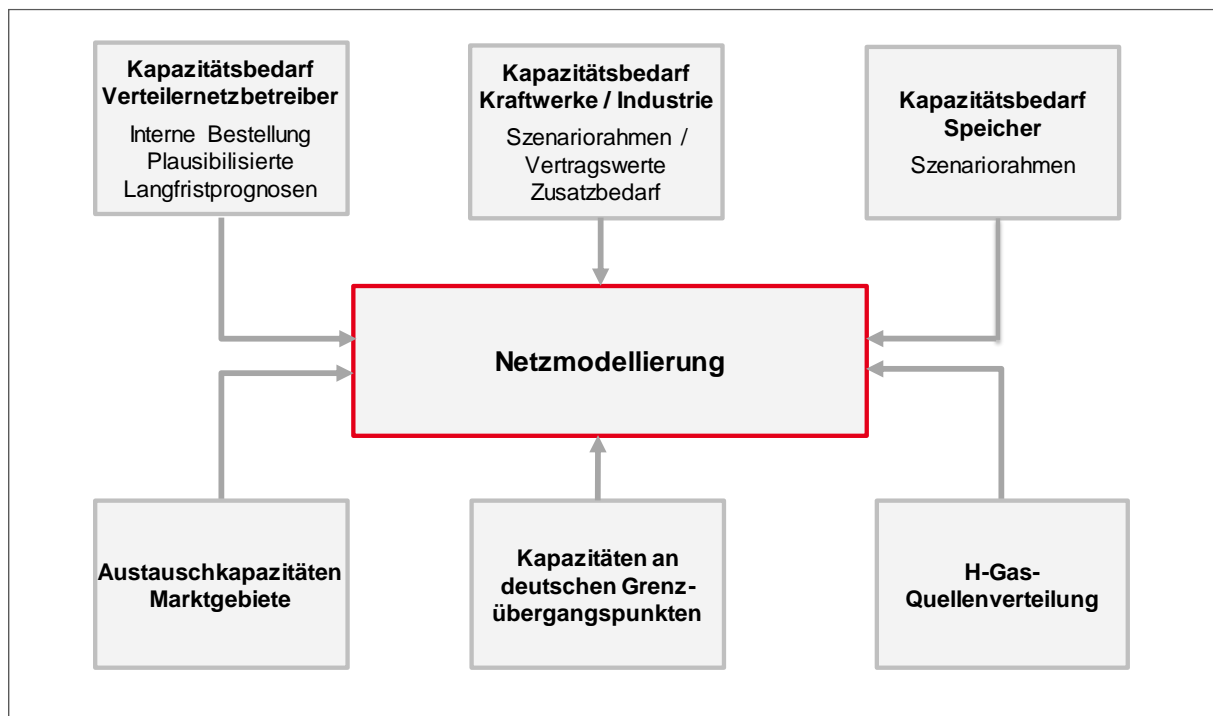 Kapazitätsbedarf
Verteilernetzbetreiber
Interne Bestellung
Plausibilisierte
Langfristprognosen
Kapazitätsbedarf
Kraftwerke / Industrie
Szenariorahmen /
Vertragswerte
Zusatzbedarf
Kapazitätsbedarf
Speicher
Szenariorahmen
Netzmodellierung
Austauschkapazitäten
Marktgebiete
Kapazitäten an
deutschen Grenz-
übergangspunkten
H-Gas-
Quellenverteilung